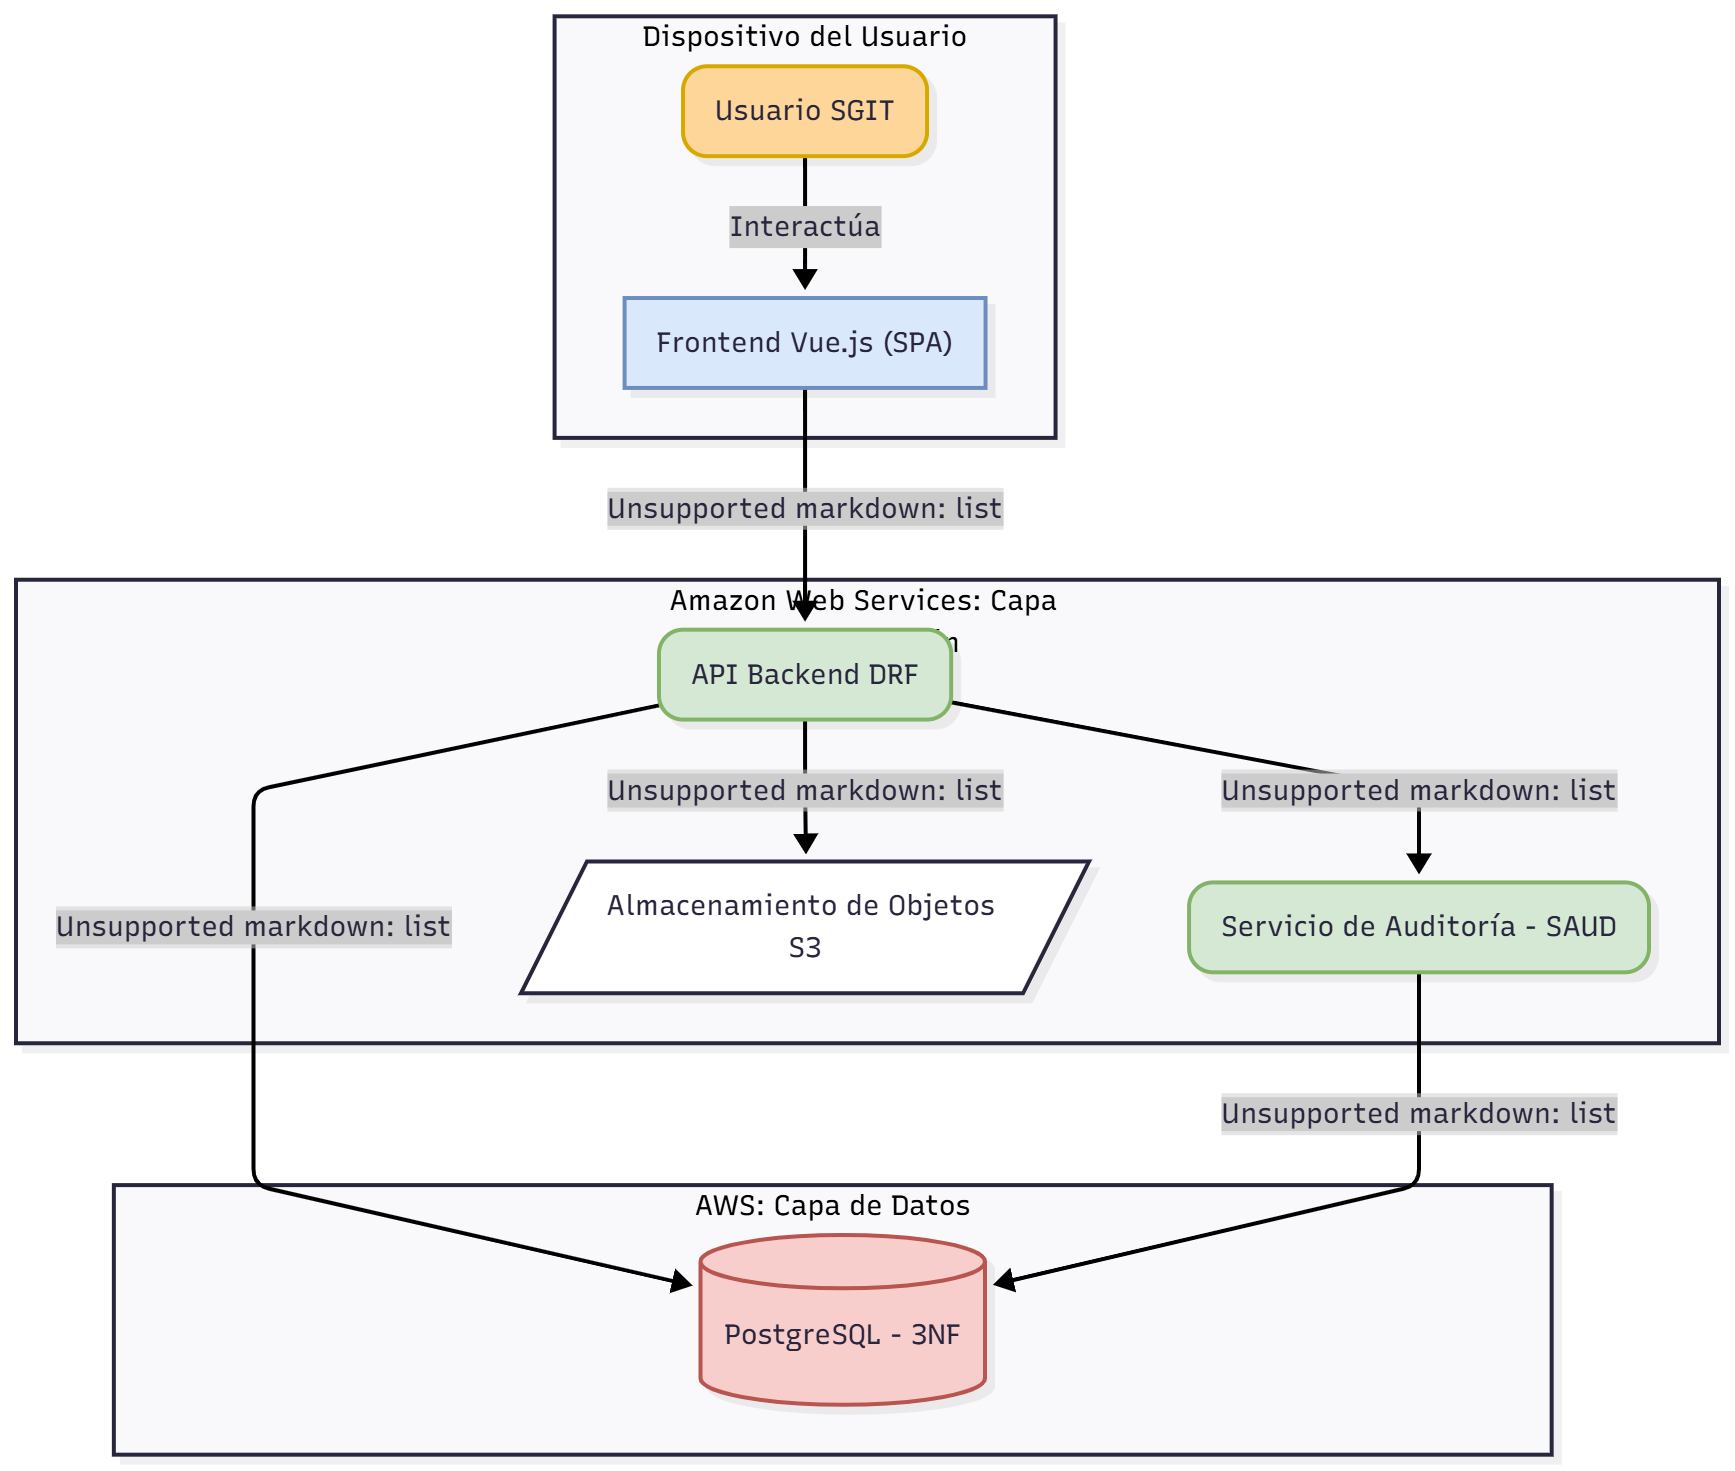 Dispositivo del Usuario
Usuario SGIT
Interactúa
Frontend Vue.js (SPA)
Unsupported markdown: list
Amazon Web Services: Capa
API Backend DRF
Unsupported markdown: list
Unsupported markdown: list
Almacenamiento de Objetos
S3
Unsupported markdown: list
Servicio de Auditoría - SAUD
Unsupported markdown: list
AWS: Capa de Datos
PostgreSQL - 3NF